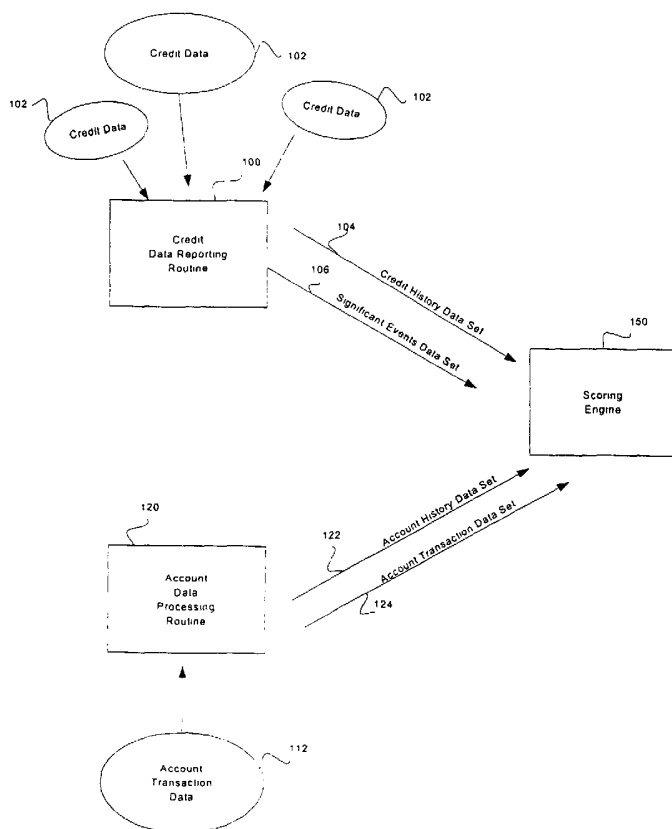 Credit Data
102
102
102
Credit Data
Credit Data
100
Credit
Data Reporting
Routine
104
Credit History Data Set
106
Significant Events Data Set
150
Scoring
Engine
120
Account
Data
Processing
Routine
122
Account History Data Set
Account Transaction Data Set
124
112
Account
Transaction
Data